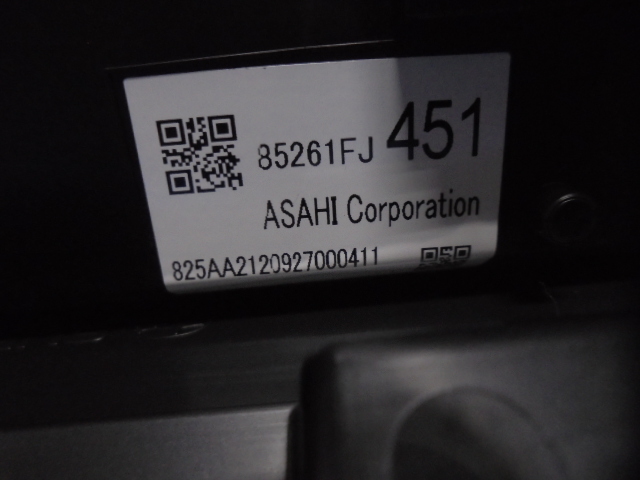 85261FJ 451
ASAHI Corporation
825AA2120927000411